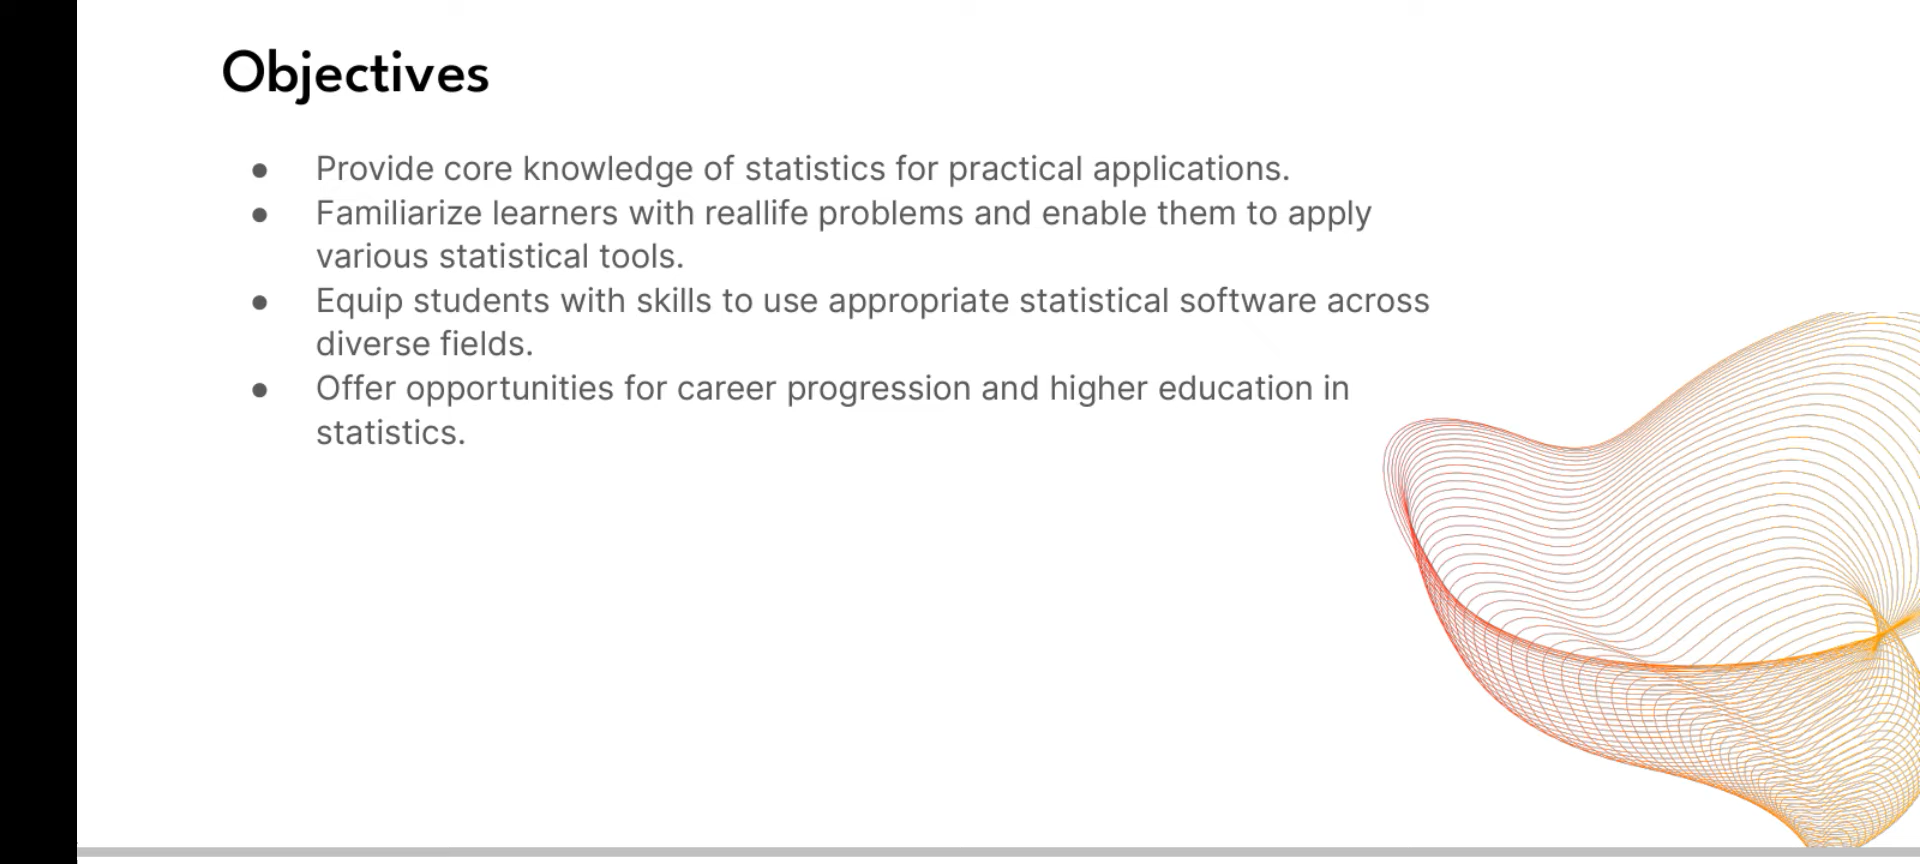 Objectives
● Provide core knowledge of statistics for practical applications.
● Familiarize learners with reallife problems and enable them to apply
various statistical tools.
● Equip students with skills to use appropriate statistical software across
diverse fields.
● Offer opportunities for career progression and higher education in
statistics.